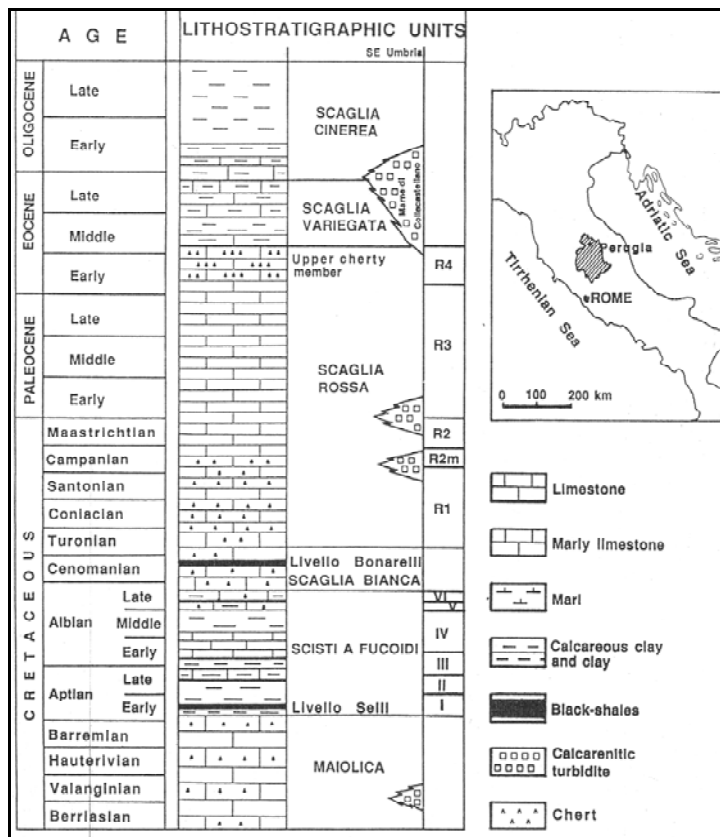 AGE
LITHOSTRATIGRAPHIC UNITS
SE Umbria
OLIGOCENE
Late
Early
EOCENE
Late
Middle
Early
PALEOCENE
Late
Middle
Early
CRETACEOUS
Maastrichtian
Campanian
Santonian
Coniacian
Turonian
Cenomanian
Albian
Late
Middle
Early
Aptian
Late
Early
Barremian
Hauterivian
Valanginian
Berriasian
SCAGLIA
CINEREA
Marne di
Collacastellano
SCAGLIA
VARIEGATA
Upper cherty
member
SCAGLIA
ROSSA
Livello Bonarelli
SCAGLIA BIANCA
SCISTI A FUCOIDI
Livello Selli
MAIOLICA
R4
R3
R2
R2m
R1
VI
V
IV
III
II
I
Adriatic Sea
Perugia
ROME
Tirrhenian Sea
0 100 200 km
Limestone
Marly limestone
Marl
Calcareous clay
and clay
Black-shales
Calcarenitic
turbidite
Chert